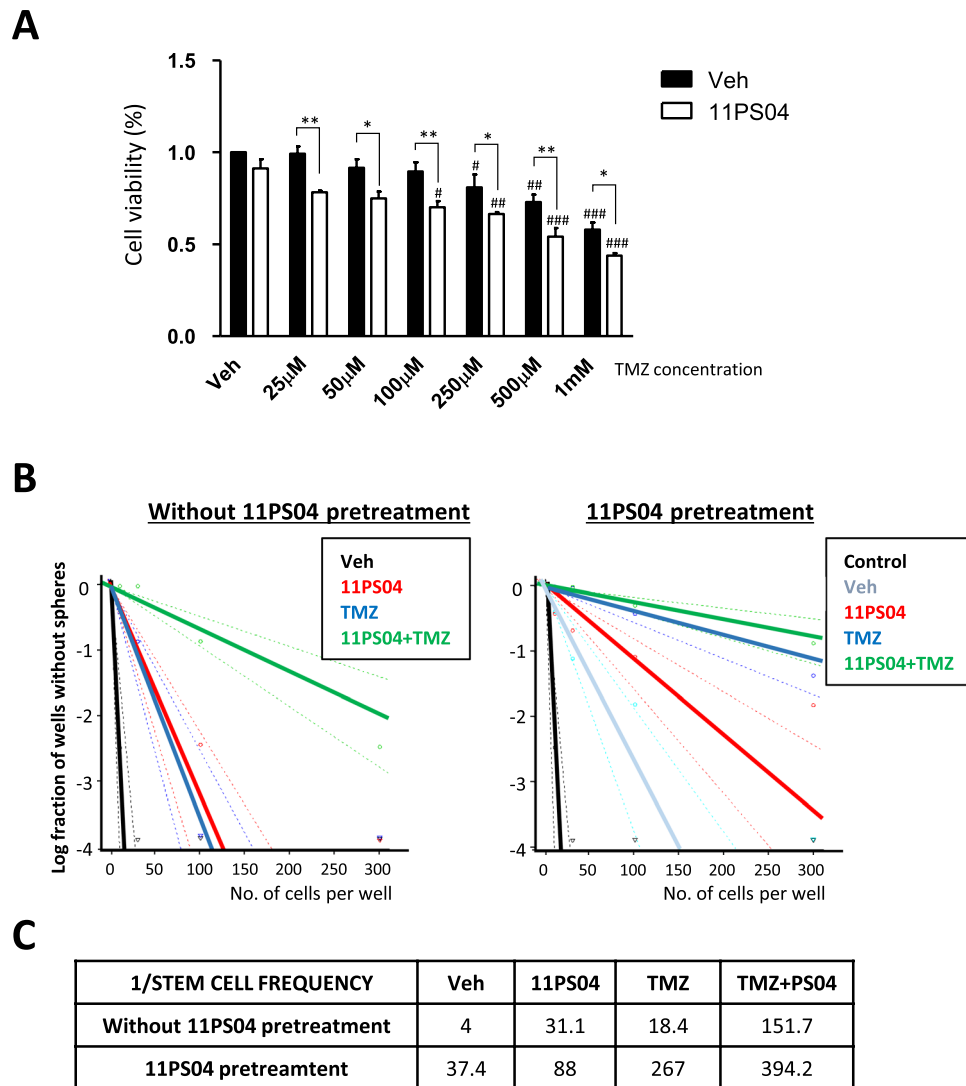 A
1.5
1.0
0.5
0.0
Cell viability (%)
Veh
11PS04
**
*
**
*
**
*
#
#
##
##
###
###
###
Veh
25μM
50μM
100μM
250μM
500μM
1mM
TMZ concentration
B
Without 11PS04 pretreatment
Veh
11PS04
TMZ
11PS04+TMZ
Log fraction of wells without spheres
0
-1
-2
-3
-4
0
50
100
150
200
250
300
No. of cells per well
11PS04 pretreatment
Control
Veh
11PS04
TMZ
11PS04+TMZ
0
-1
-2
-3
-4
0
50
100
150
200
250
300
No. of cells per well
C
1/STEM CELL FREQUENCY Veh 11PS04 TMZ TMZ+PS04
Without 11PS04 pretreatment 4 31.1 18.4 151.7
11PS04 pretreamtent 37.4 88 267 394.2